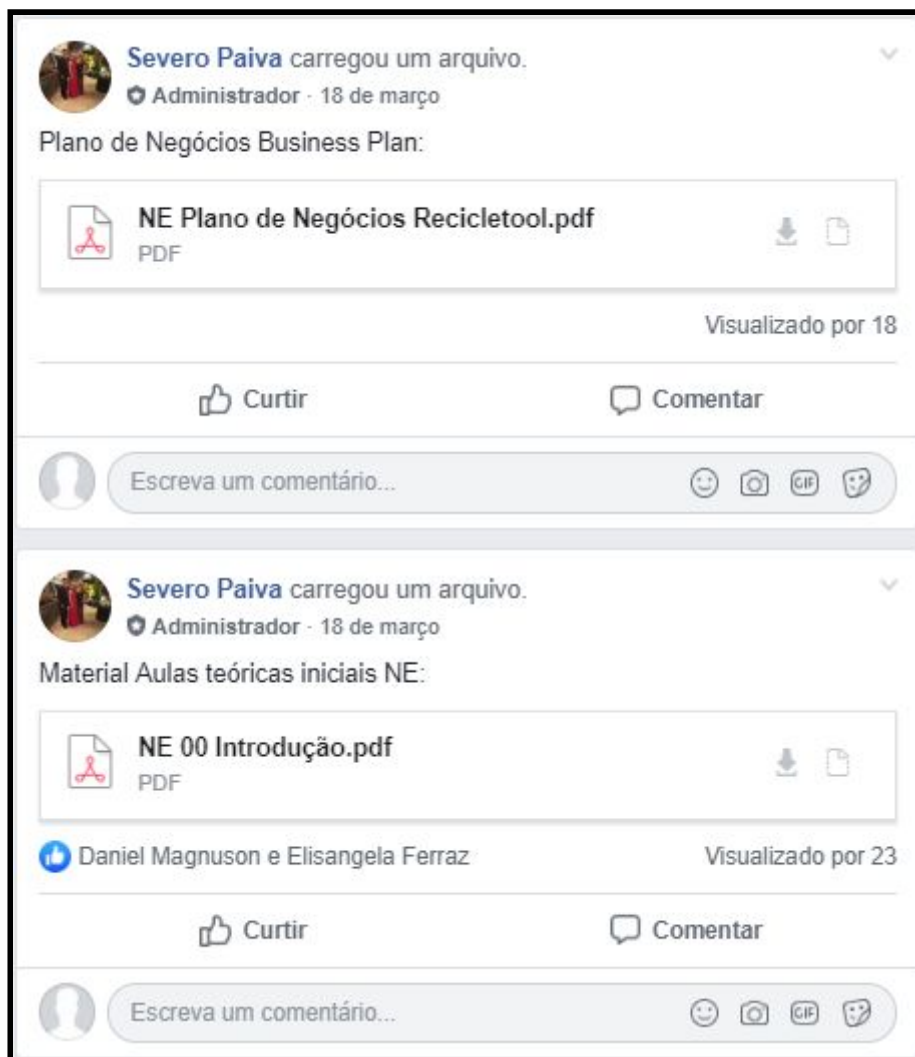 Severo Paiva carregou um arquivo.
Administrador · 18 de março
Plano de Negócios Business Plan:
NE Plano de Negócios Recicletool.pdf
PDF
Visualizado por 18
Curtir
Comentar
Escreva um comentário...
GIF
Severo Paiva carregou um arquivo.
Administrador · 18 de março
Material Aulas teóricas iniciais NE:
NE 00 Introdução.pdf
PDF
Daniel Magnuson e Elisangela Ferraz
Visualizado por 23
Curtir
Comentar
Escreva um comentário...
GIF